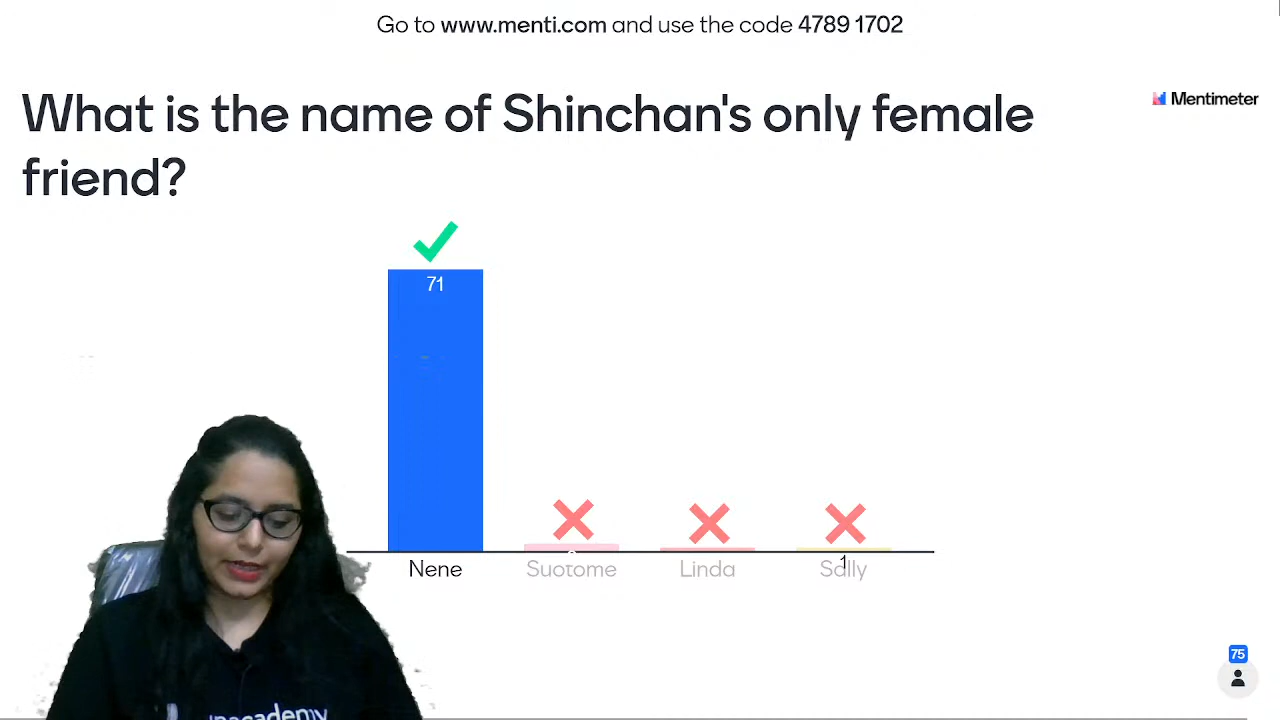 Go to www.menti.com and use the code 4789 1702
What is the name of Shinchan's only female
friend?
Mentimeter
71
1
Nene Suotome Linda Sally
75